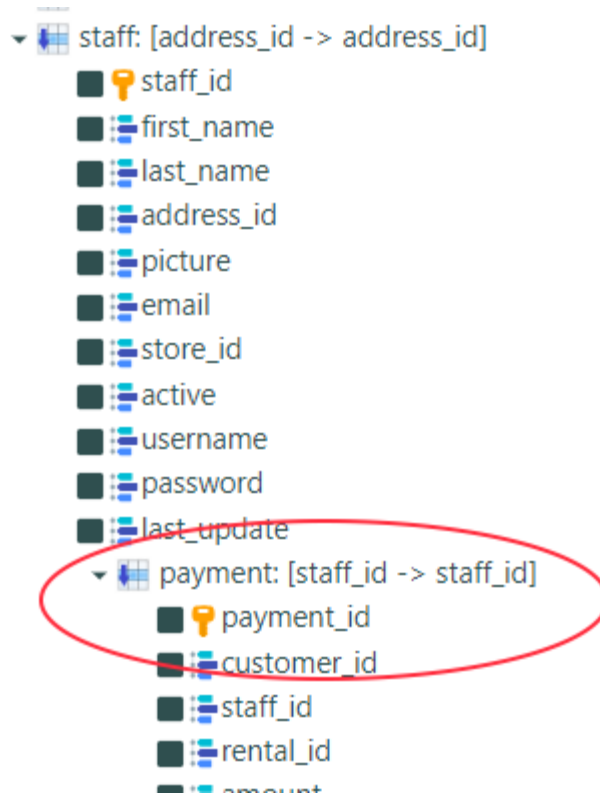 staff: [address_id -> address_id]
staff_id
first_name
last_name
address_id
picture
email
store_id
active
username
password
last_update
payment: [staff_id -> staff_id]
payment_id
customer_id
staff_id
rental_id
amount